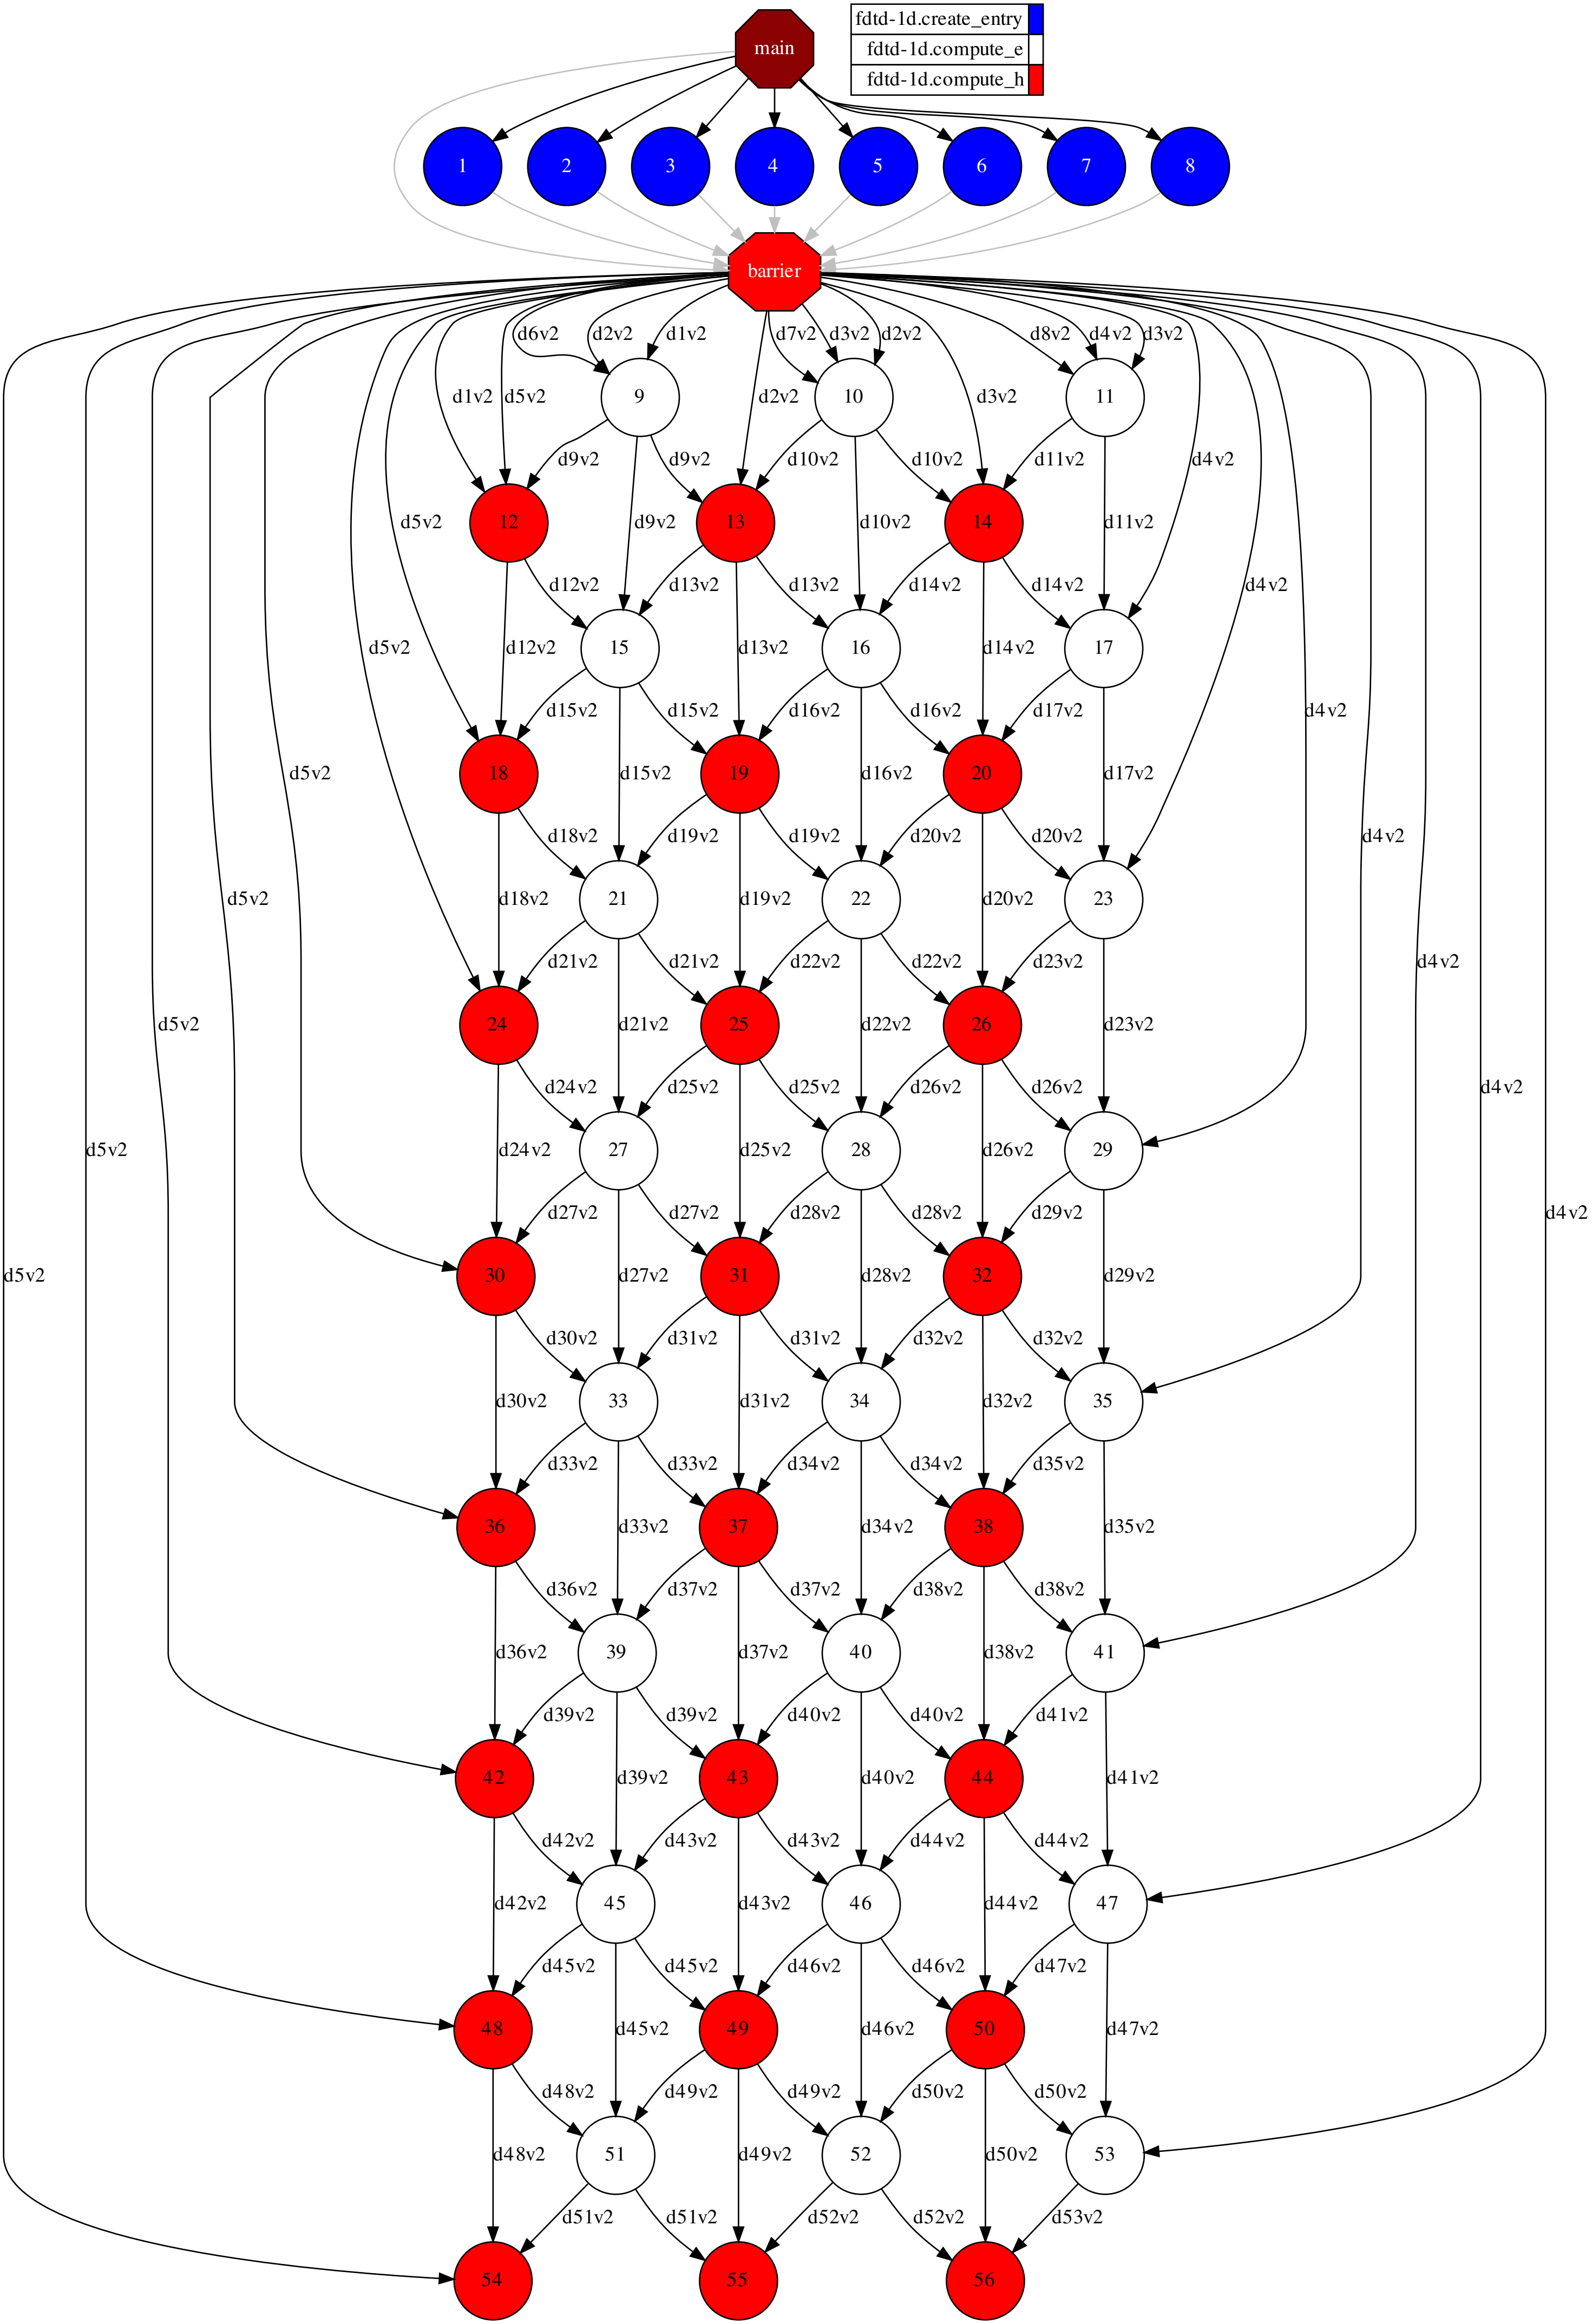 main
fdtd-1d.create_entry
fdtd-1d.compute_e
fdtd-1d.compute_h
1 2 3 4 5 6 7 8
barrier
d6v2 d2v2 d1v2 d7v2 d3v2 d2v2 d8v2 d4v2 d3v2
9 10 11
d1v2 d5v2 d2v2 d3v2
d9v2 d9v2 d10v2 d10v2 d11v2 d4v2
12 13 14
d5v2 d9v2 d10v2 d11v2
d12v2 d13v2 d13v2 d14v2 d14v2 d4v2
15 16 17
d5v2 d12v2 d13v2 d14v2
d15v2 d15v2 d16v2 d16v2 d17v2 d4v2
18 19 20
d5v2 d15v2 d16v2 d17v2
d18v2 d19v2 d19v2 d20v2 d20v2 d4v2
21 22 23
d5v2 d18v2 d19v2 d20v2
d21v2 d21v2 d22v2 d22v2 d23v2 d4v2
24 25 26
d5v2 d21v2 d22v2 d23v2
d24v2 d25v2 d25v2 d26v2 d26v2 d4v2
27 28 29
d5v2 d24v2 d25v2 d26v2
d27v2 d27v2 d28v2 d28v2 d29v2 d4v2
30 31 32
d5v2 d27v2 d28v2 d29v2
d30v2 d31v2 d31v2 d32v2 d32v2
33 34 35
d30v2 d31v2 d32v2
d33v2 d33v2 d34v2 d34v2 d35v2
36 37 38
d33v2 d34v2 d35v2
d36v2 d37v2 d37v2 d38v2 d38v2
39 40 41
d36v2 d37v2 d38v2
d39v2 d39v2 d40v2 d40v2 d41v2
42 43 44
d39v2 d40v2 d41v2
d42v2 d43v2 d43v2 d44v2 d44v2
45 46 47
d42v2 d43v2 d44v2
d45v2 d45v2 d46v2 d46v2 d47v2
48 49 50
d45v2 d46v2 d47v2
d48v2 d49v2 d49v2 d50v2 d50v2
51 52 53
d48v2 d49v2 d50v2
d51v2 d51v2 d52v2 d52v2 d53v2
54 55 56